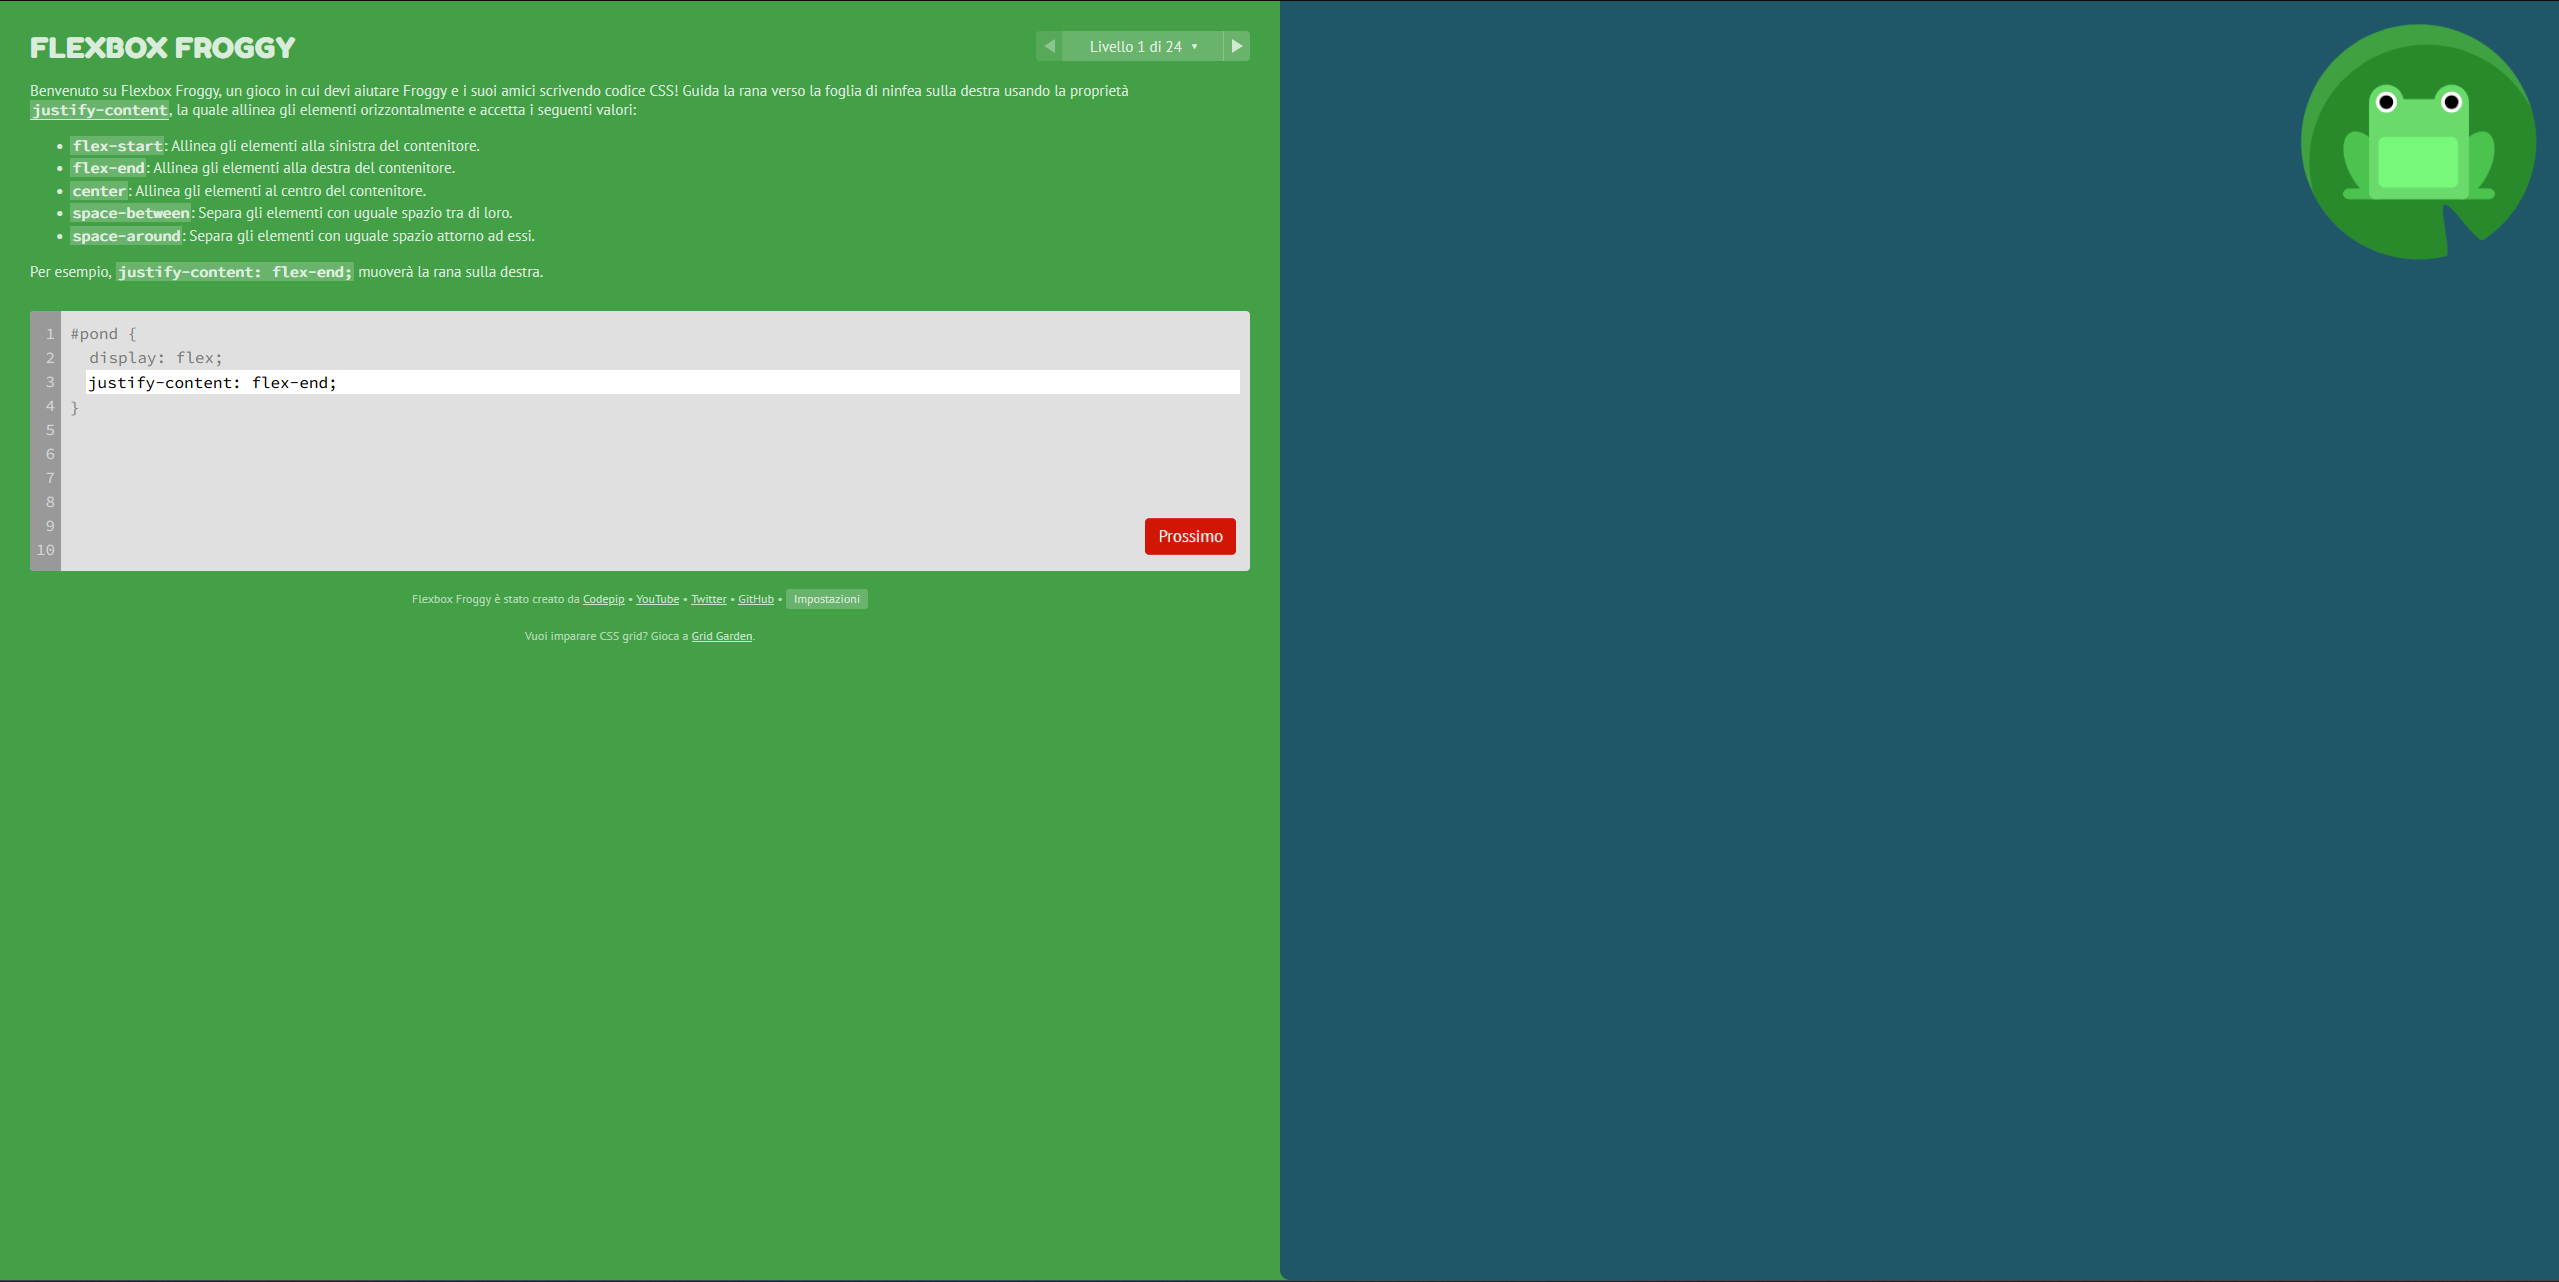 FLEXBOX FROGGY
Livello 1 di 24 ▼
Benvenuto su Flexbox Froggy, un gioco in cui devi aiutare Froggy e i suoi amici scrivendo codice CSS! Guida la rana verso la foglia di ninfea sulla destra usando la proprietà
justify-content, la quale allinea gli elementi orizzontalmente e accetta i seguenti valori:
• flex-start: Allinea gli elementi alla sinistra del contenitore.
• flex-end: Allinea gli elementi alla destra del contenitore.
• center: Allinea gli elementi al centro del contenitore.
• space-between: Separa gli elementi con uguale spazio tra di loro.
• space-around: Separa gli elementi con uguale spazio attorno ad essi.
Per esempio, justify-content: flex-end; muoverà la rana sulla destra.
1 #pond {
2 display: flex;
3 justify-content: flex-end;
4 }
5
6
7
8
9
Prossimo
10
Flexbox Froggy è stato creato da Codepip • YouTube • Twitter • GitHub • Impostazioni
Vuoi imparare CSS grid? Gioca a Grid Garden.